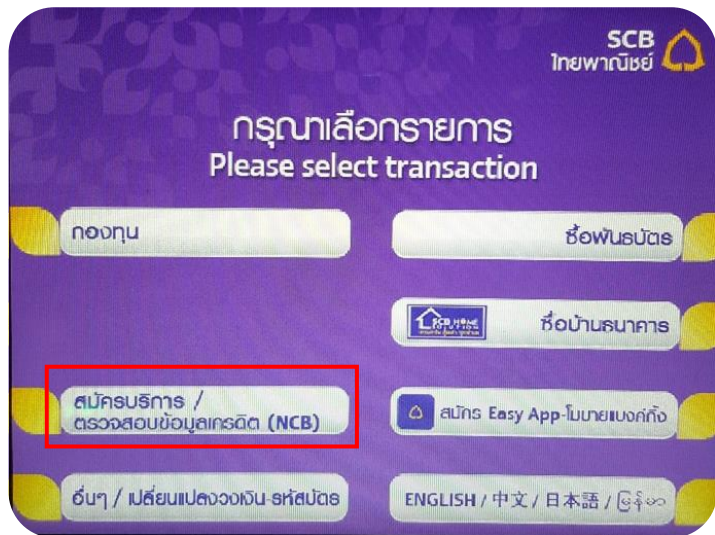 SCB
ไทยพาณิชย์
กรุณาเลือกรายการ
Please select transaction
กองทุน
ซื้อพันธบัตร
SCB HOME
SOLUTION
ซื้อบ้านธนาคาร
สมัครบริการ /
ตรวจสอบข้อมูลเครดิต (NCB)
สมัคร Easy App-โมบายแบงก์กิ้ง
อื่นๆ / เปลี่ยนแปลงวงเงิน-รหัสบัตร
ENGLISH / 中文 / 日本語 / မြန်မာ